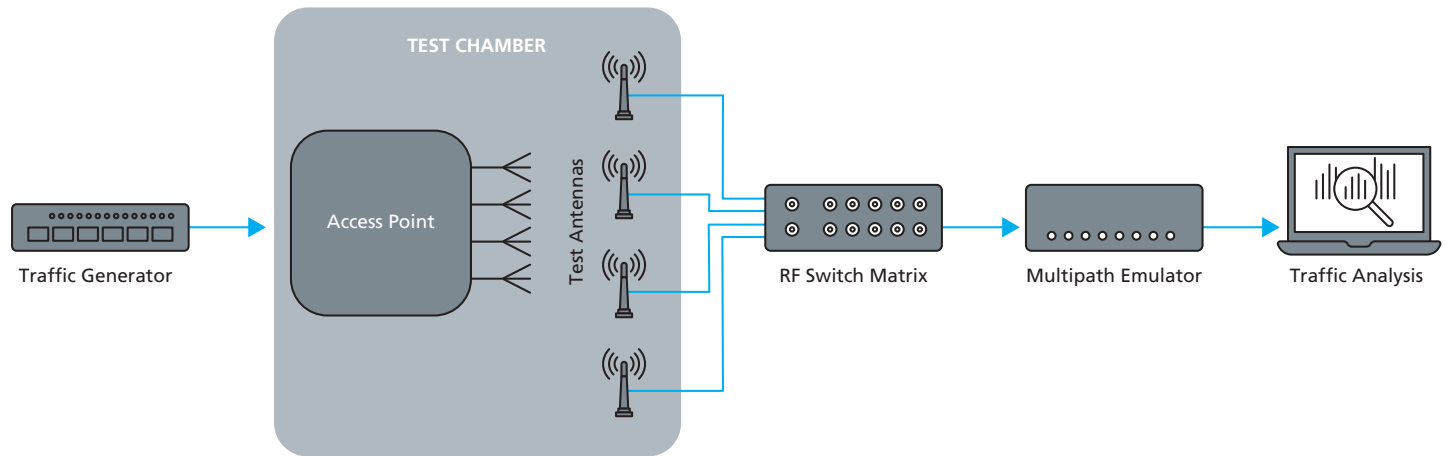 TEST CHAMBER
Access Point
Test Antennas
Traffic Generator
RF Switch Matrix
Multipath Emulator
Traffic Analysis